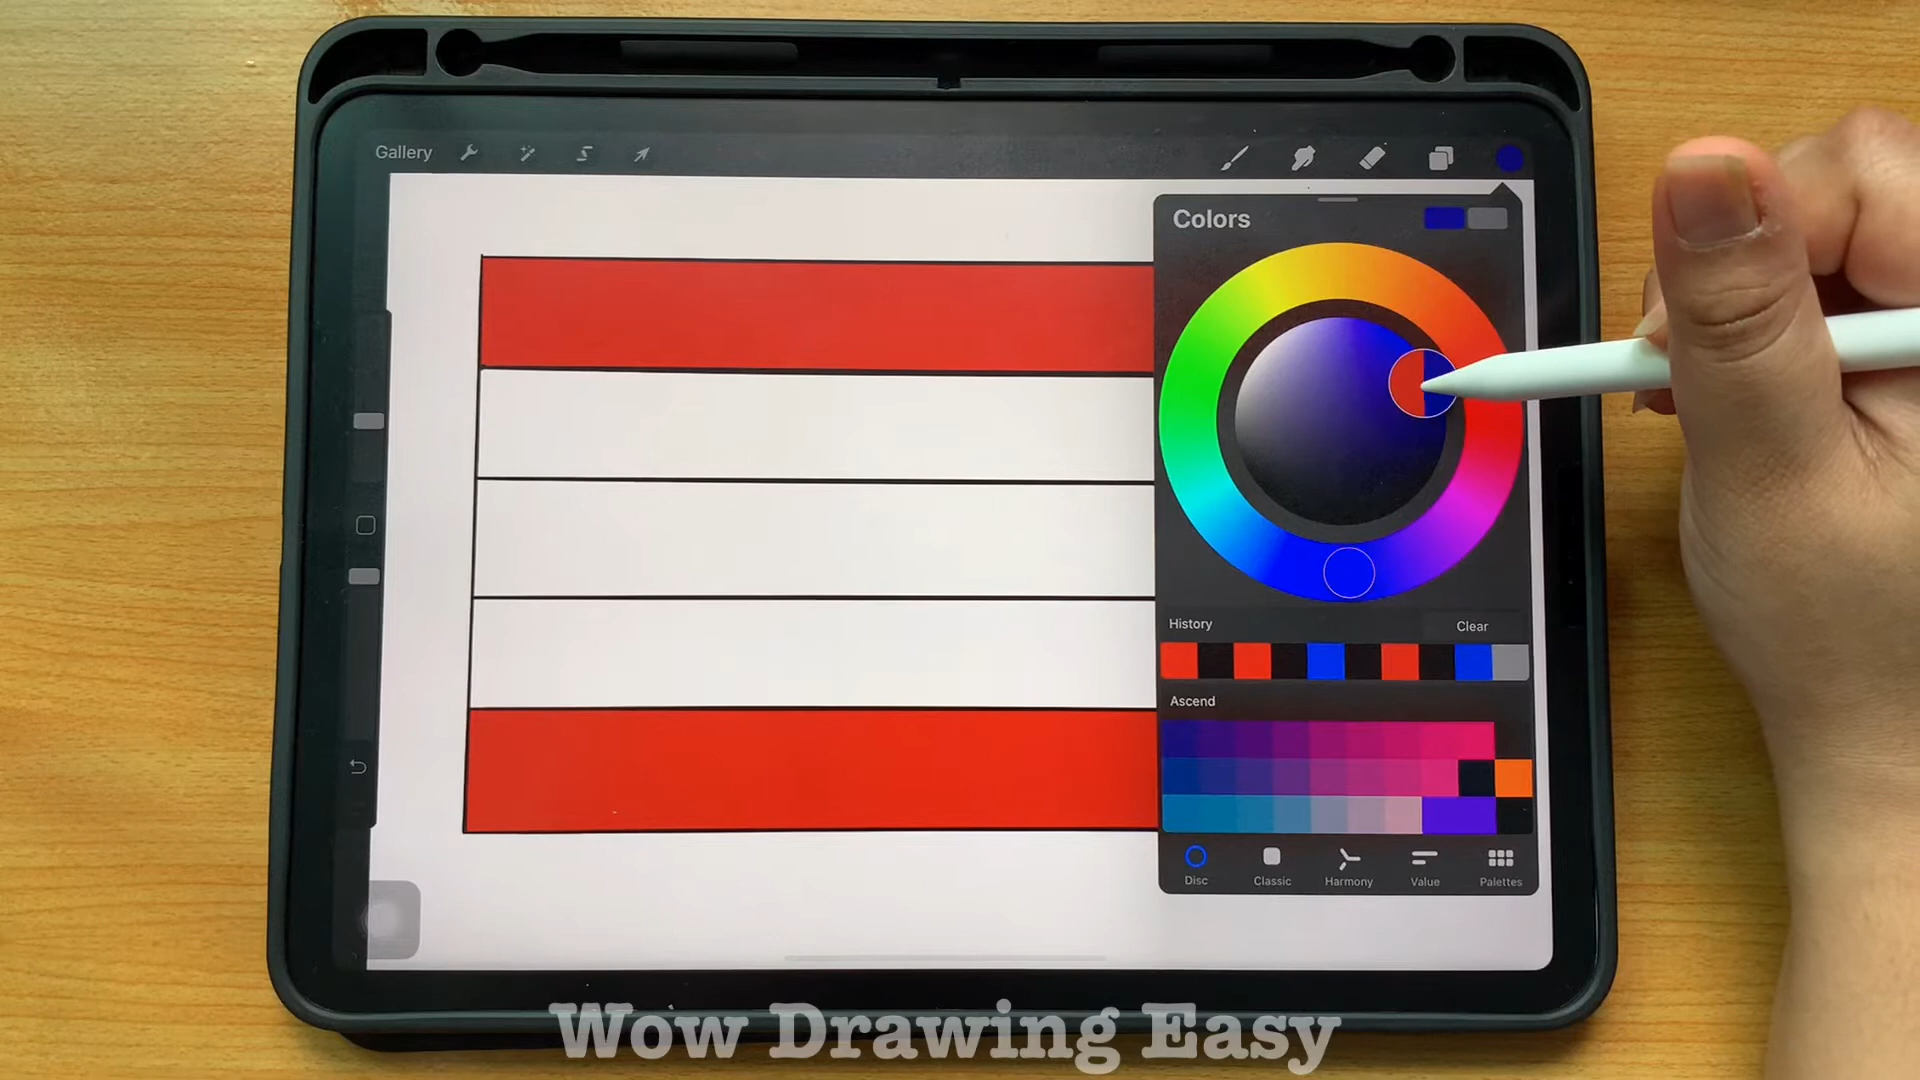 Gallery
Colors
History
Clear
Ascend
Disc
Classic
Harmony
Value
Palettes
Wow Drawing Easy